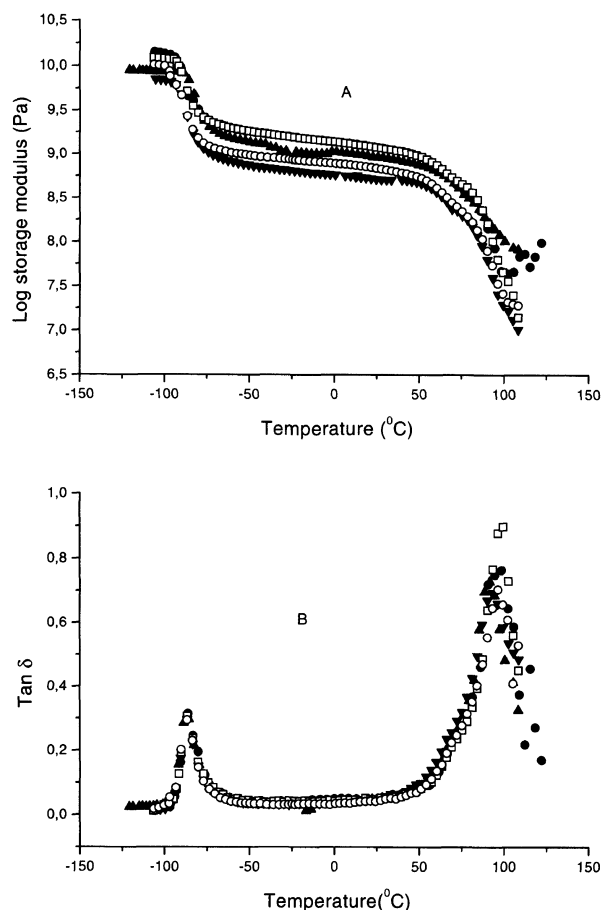 10,5
10,0
9,5
9,0
8,5
8,0
7,5
7,0
6,5
Log storage modulus (Pa)
A
-150 -100 -50 0 50 100 150
Temperature (⁰C)
1,0
0,8
0,6
0,4
0,2
0,0
Tan δ
B
-150 -100 -50 0 50 100 150
Temperature(⁰C)